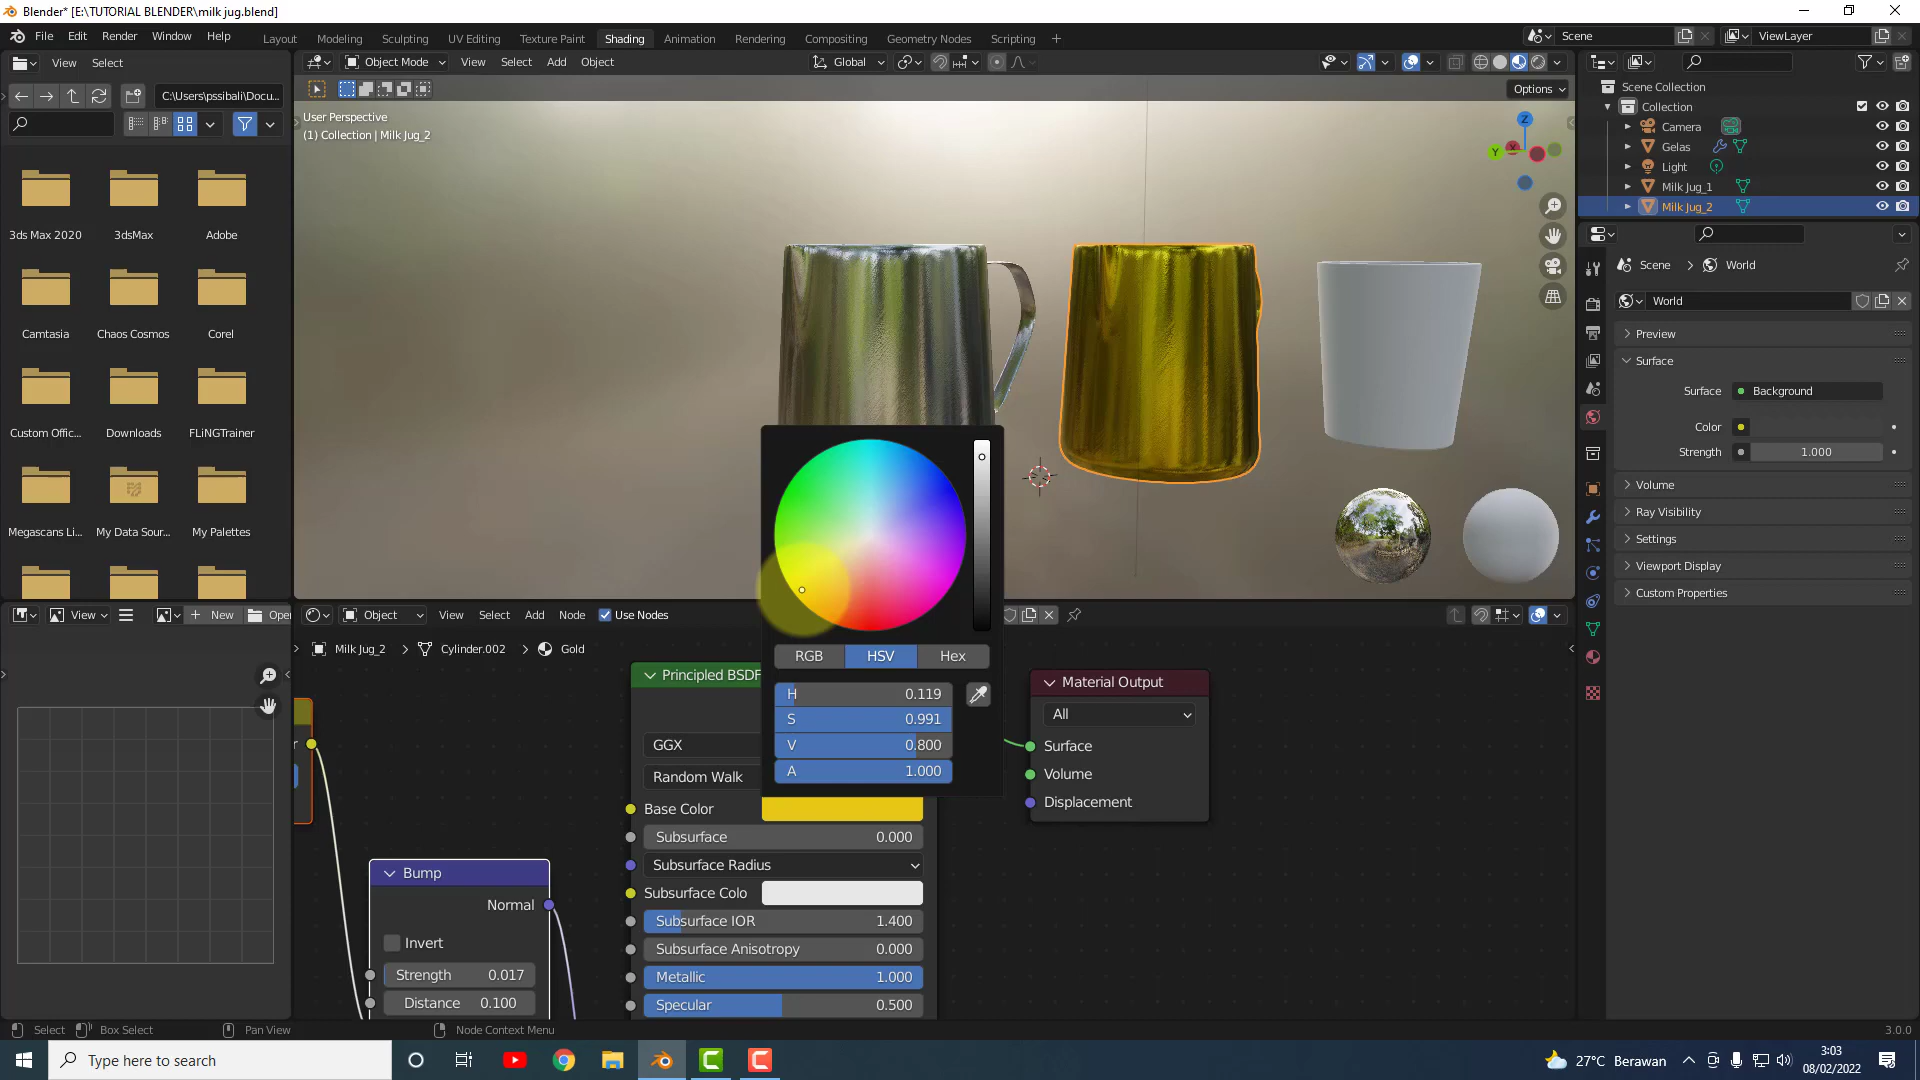 Blender* [E:\TUTORIAL BLENDER\milk jug.blend]
File Edit Render Window Help Layout Modeling Sculpting UV Editing Texture Paint Shading Animation Rendering Compositing Geometry Nodes Scripting + Scene ViewLayer
View Select Object Mode View Select Add Object Global
C:\Users\pssibali\Docu... Options
Scene Collection
Collection
Camera
Gelas
Light
Milk Jug_1
Milk Jug_2
User Perspective
(1) Collection | Milk Jug_2
Z
Y X
3ds Max 2020 3dsMax Adobe
Camtasia Chaos Cosmos Corel
Custom Offic... Downloads FLiNGTrainer
Megascans Li... My Data Sour... My Palettes
Scene > World
World
Preview
Surface
Surface Background
Color
Strength 1.000
Volume
Ray Visibility
Settings
Viewport Display
Custom Properties
RGB HSV Hex
H 0.119
S 0.991
V 0.800
A 1.000
View New Open Object View Select Add Node Use Nodes
Milk Jug_2 > Cylinder.002 > Gold
Principled BSDF
GGX
Random Walk
Base Color
Subsurface 0.000
Subsurface Radius
Subsurface Colo
Subsurface IOR 1.400
Subsurface Anisotropy 0.000
Metallic 1.000
Specular 0.500
Bump
Normal
Invert
Strength 0.017
Distance 0.100
Material Output
All
Surface
Volume
Displacement
Select Box Select Pan View Node Context Menu 3.0.0
Type here to search 27°C Berawan 3:03
08/02/2022